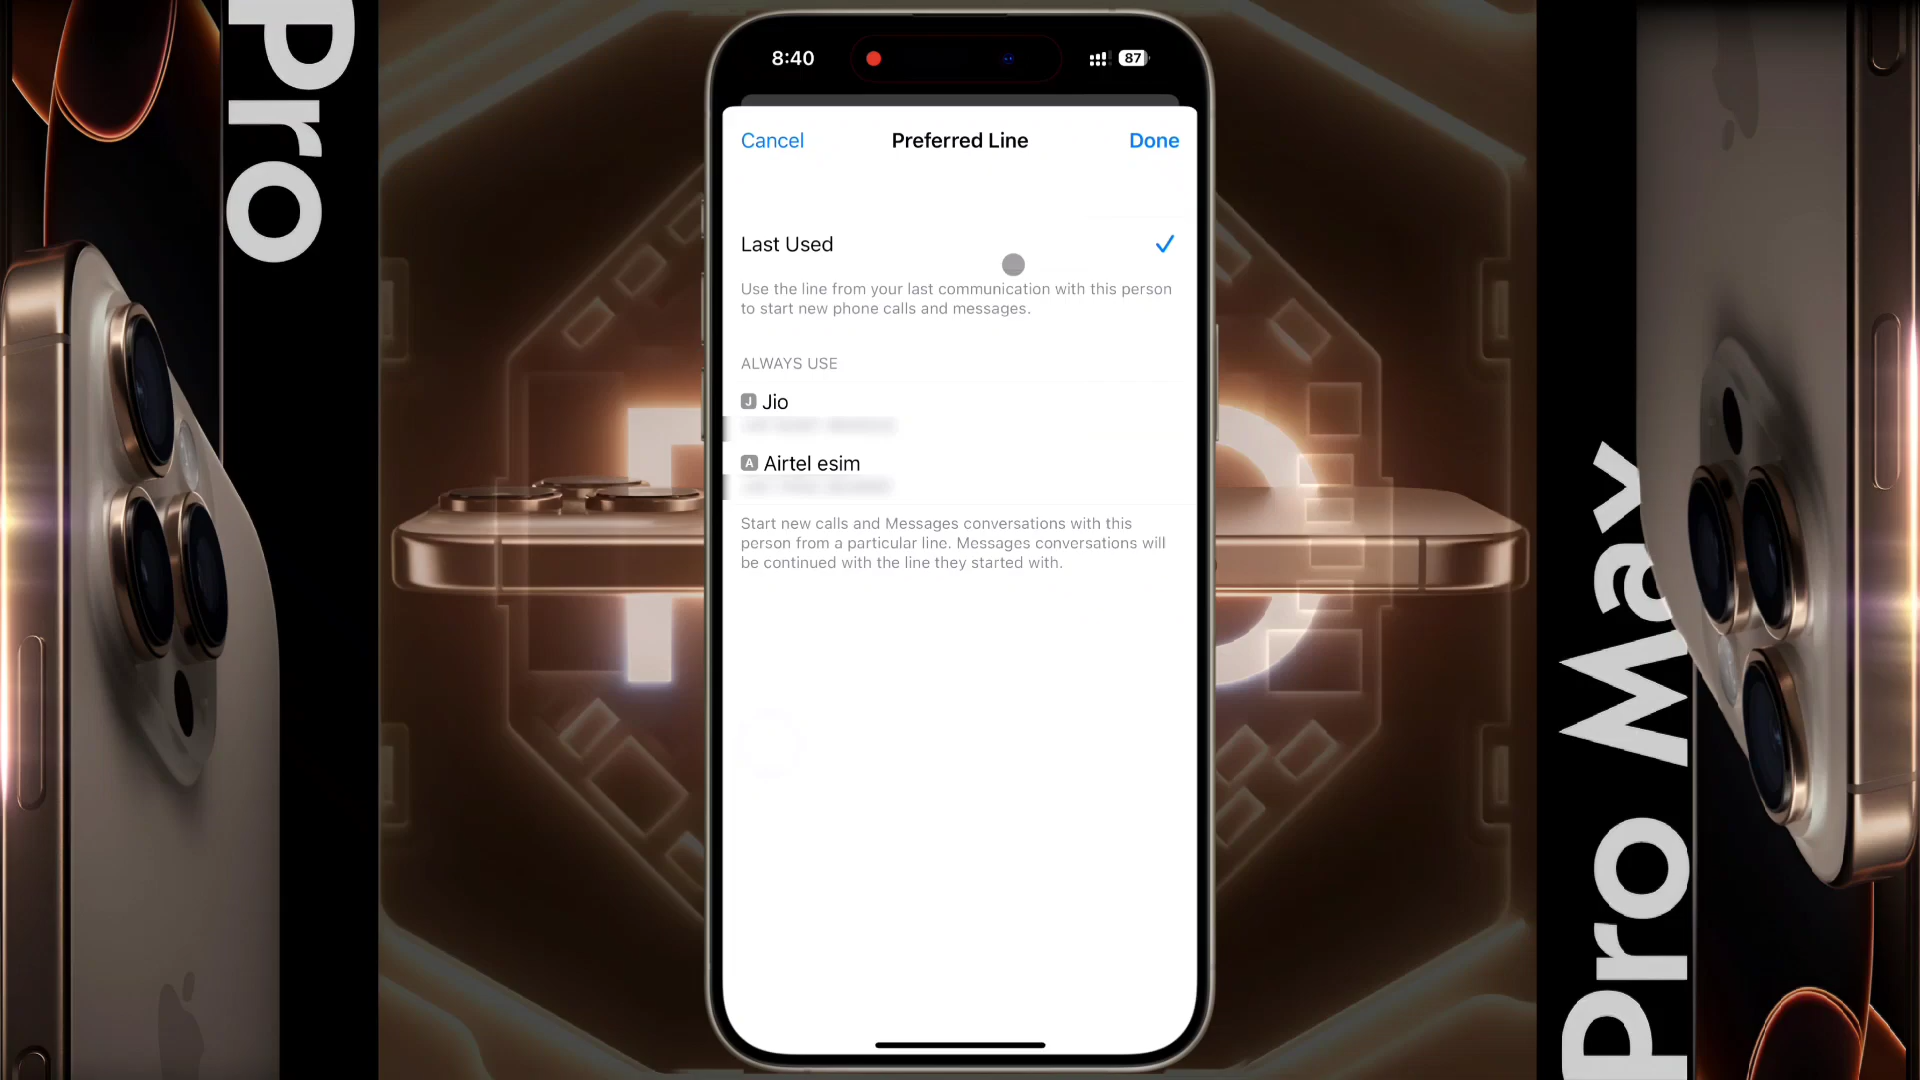 Pro
8:40
87
Cancel
Preferred Line
Done
Last Used
Use the line from your last communication with this person
to start new phone calls and messages.
ALWAYS USE
J Jio
A Airtel esim
Start new calls and Messages conversations with this
person from a particular line. Messages conversations will
be continued with the line they started with.
Pro Max